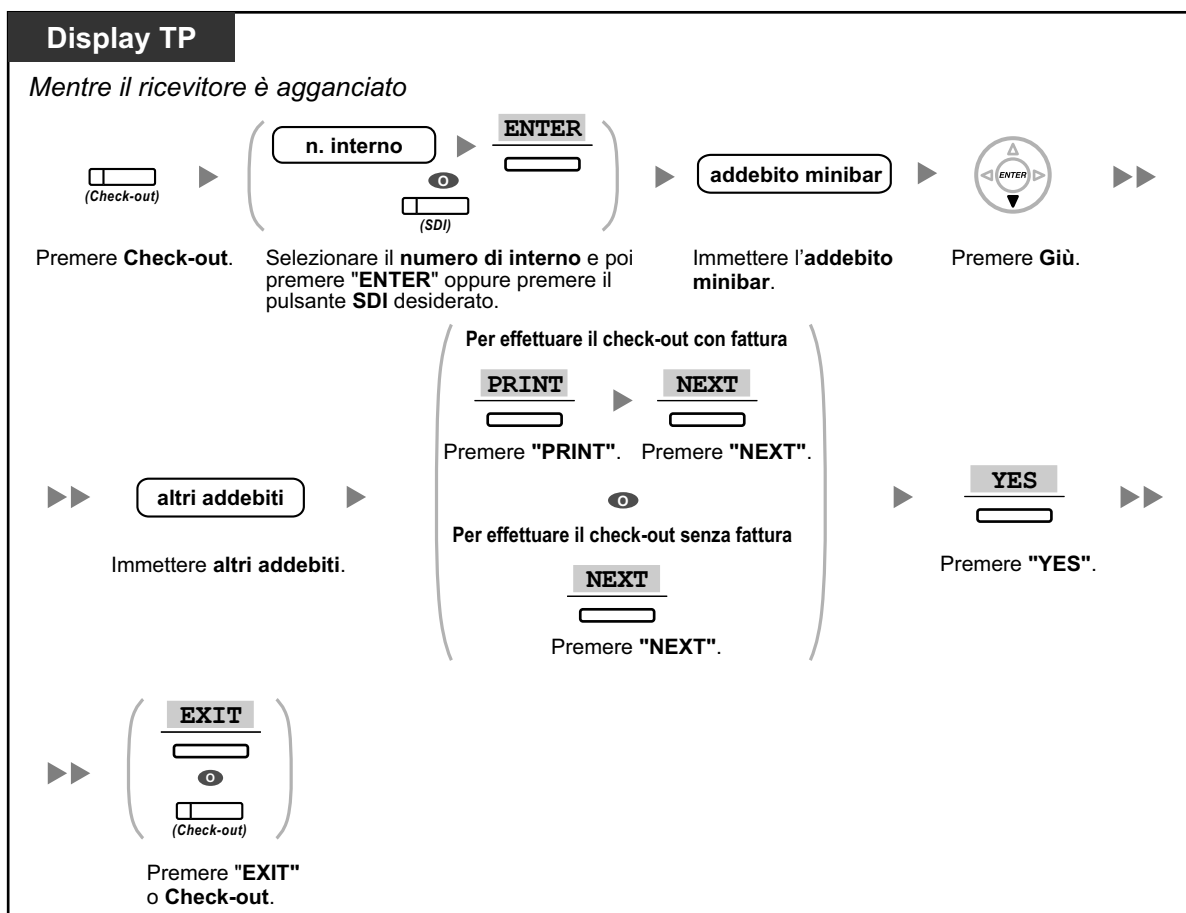 Display TP
Mentre il ricevitore è agganciato
n. interno
ENTER
O
(Check-out)
(SDI)
addebito minibar
ENTER
Premere Check-out.
Selezionare il numero di interno e poi
premere "ENTER" oppure premere il
pulsante SDI desiderato.
Immettere l'addebito
minibar.
Premere Giù.
Per effettuare il check-out con fattura
PRINT
NEXT
Premere "PRINT".
Premere "NEXT".
altri addebiti
Immettere altri addebiti.
O
Per effettuare il check-out senza fattura
NEXT
Premere "NEXT".
YES
Premere "YES".
EXIT
O
(Check-out)
Premere "EXIT"
o Check-out.